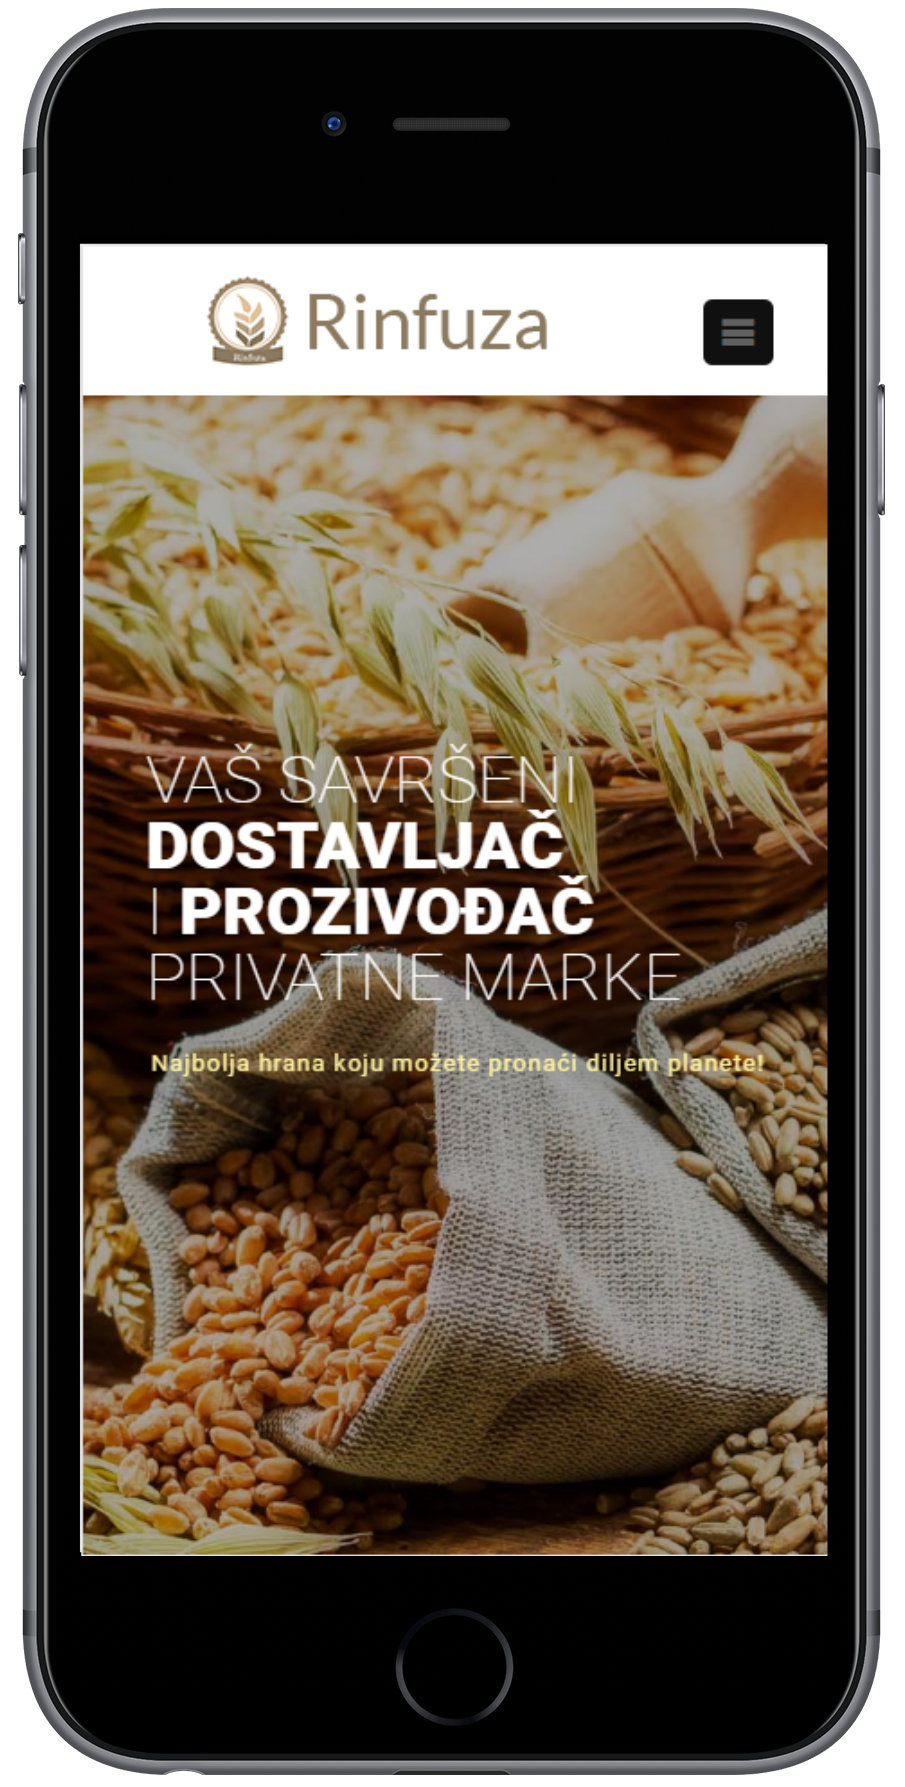 Rinfuza
Rinfuza
VAŠ SAVRŠENI
DOSTAVLJAČ
I PROZIVOĐAČ
PRIVATNE MARKE
Najbolja hrana koju možete pronaći diljem planete!